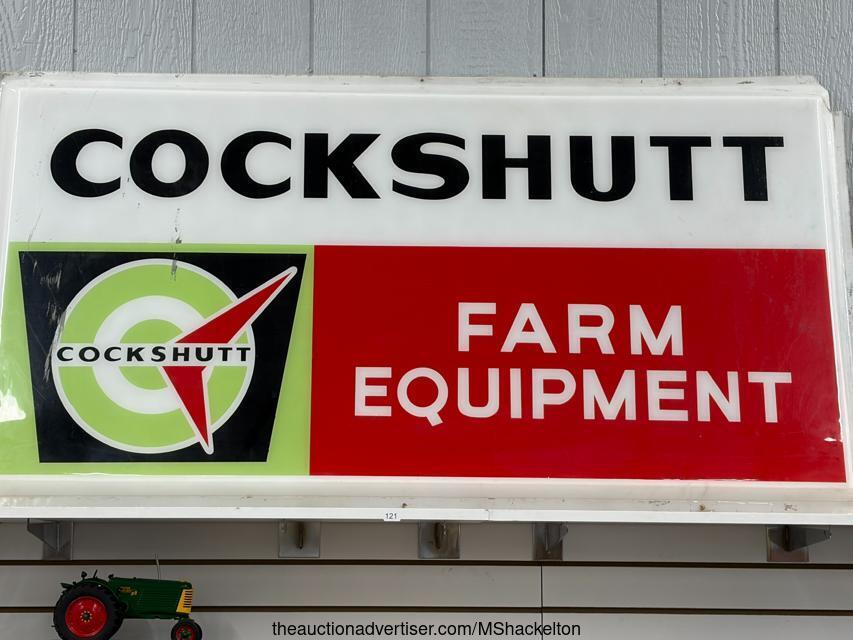 COCKSHUTT
COCKSHUTT
FARM
EQUIPMENT
121
theauctionadvertiser.com/MShackelton